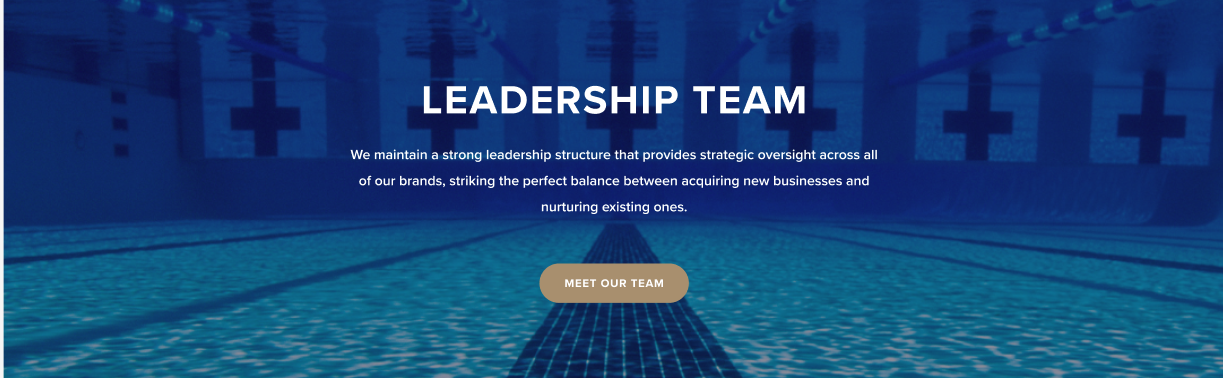 LEADERSHIP TEAM
We maintain a strong leadership structure that provides strategic oversight across all
of our brands, striking the perfect balance between acquiring new businesses and
nurturing existing ones.
MEET OUR TEAM